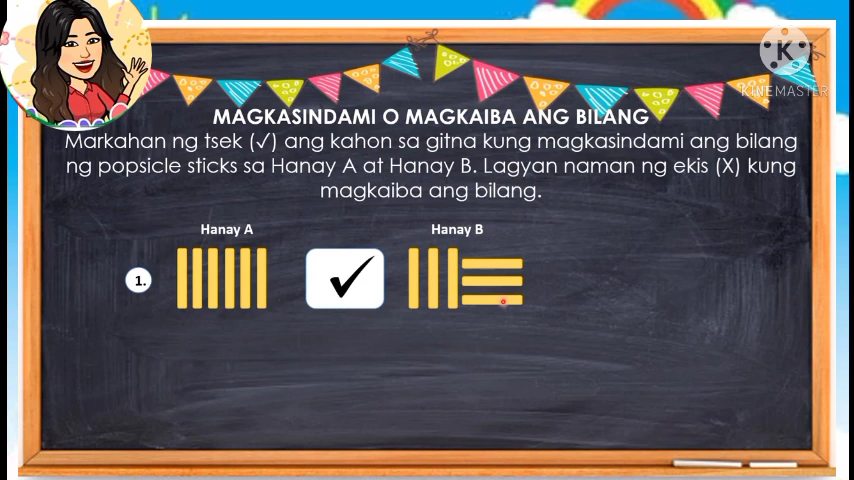 KINEMASTER
MAGKASINDAMI O MAGKAIBA ANG BILANG
Markahan ng tsek (✓) ang kahon sa gitna kung magkasindami ang bilang
ng popsicle sticks sa Hanay A at Hanay B. Lagyan naman ng ekis (X) kung
magkaiba ang bilang.
Hanay A Hanay B
1. ✓